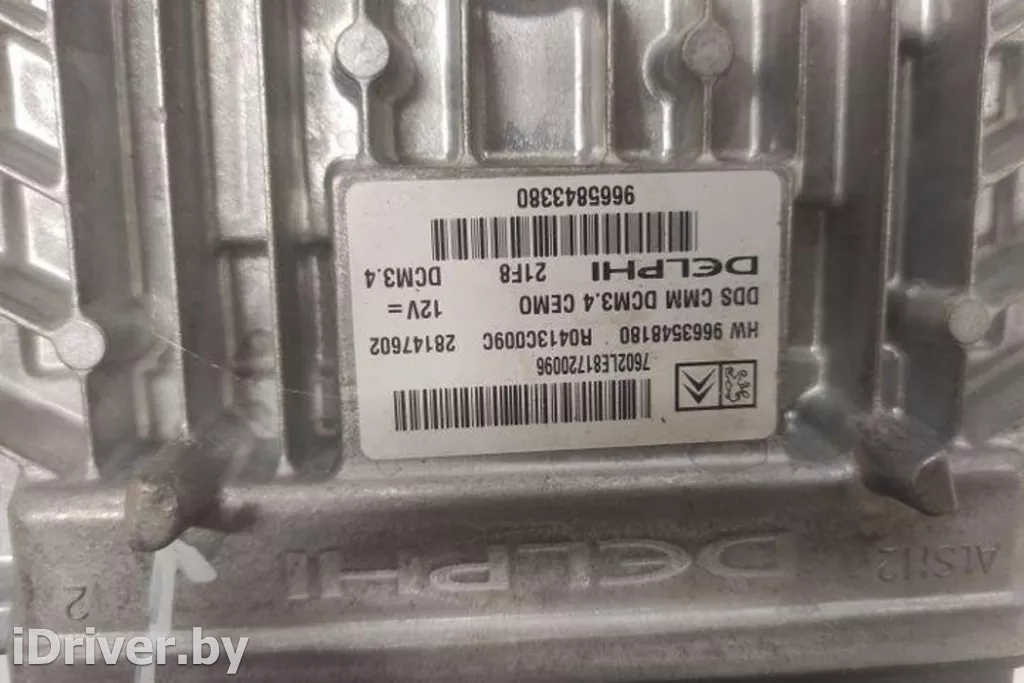 7602LE81720096
HW 9663548180 R0413C009C 28147602
DDS CMM DCM3.4 CEMO 12V =
DELPHI 21F8 DCM3.4
9665843380
DELPHI
AlSi12
2
iDriver.by